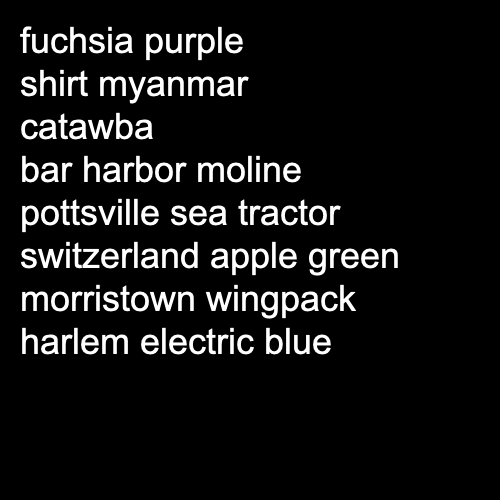 fuchsia purple
shirt myanmar
catawba
bar harbor moline
pottsville sea tractor
switzerland apple green
morristown wingpack
harlem electric blue